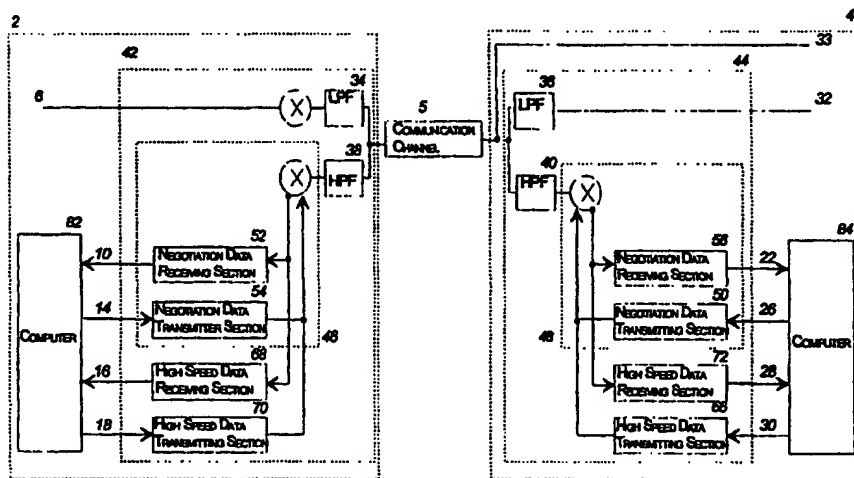 2
42
6
34
LPF
38
HPF
82
COMPUTER
10
52
NEGOTIATION DATA
RECEIVING SECTION
14
54
NEGOTIATION DATA
TRANSMITTER SECTION
46
16
68
HIGH SPEED DATA
RECEIVING SECTION
18
70
HIGH SPEED DATA
TRANSMITTING SECTION
5
COMMUNICATION
CHANNEL
4
33
44
36
LPF
32
40
HPF
84
COMPUTER
56
NEGOTIATION DATA
RECEIVING SECTION
22
50
NEGOTIATION DATA
TRANSMITTING SECTION
26
48
72
HIGH SPEED DATA
RECEIVING SECTION
28
66
HIGH SPEED DATA
TRANSMITTING SECTION
30